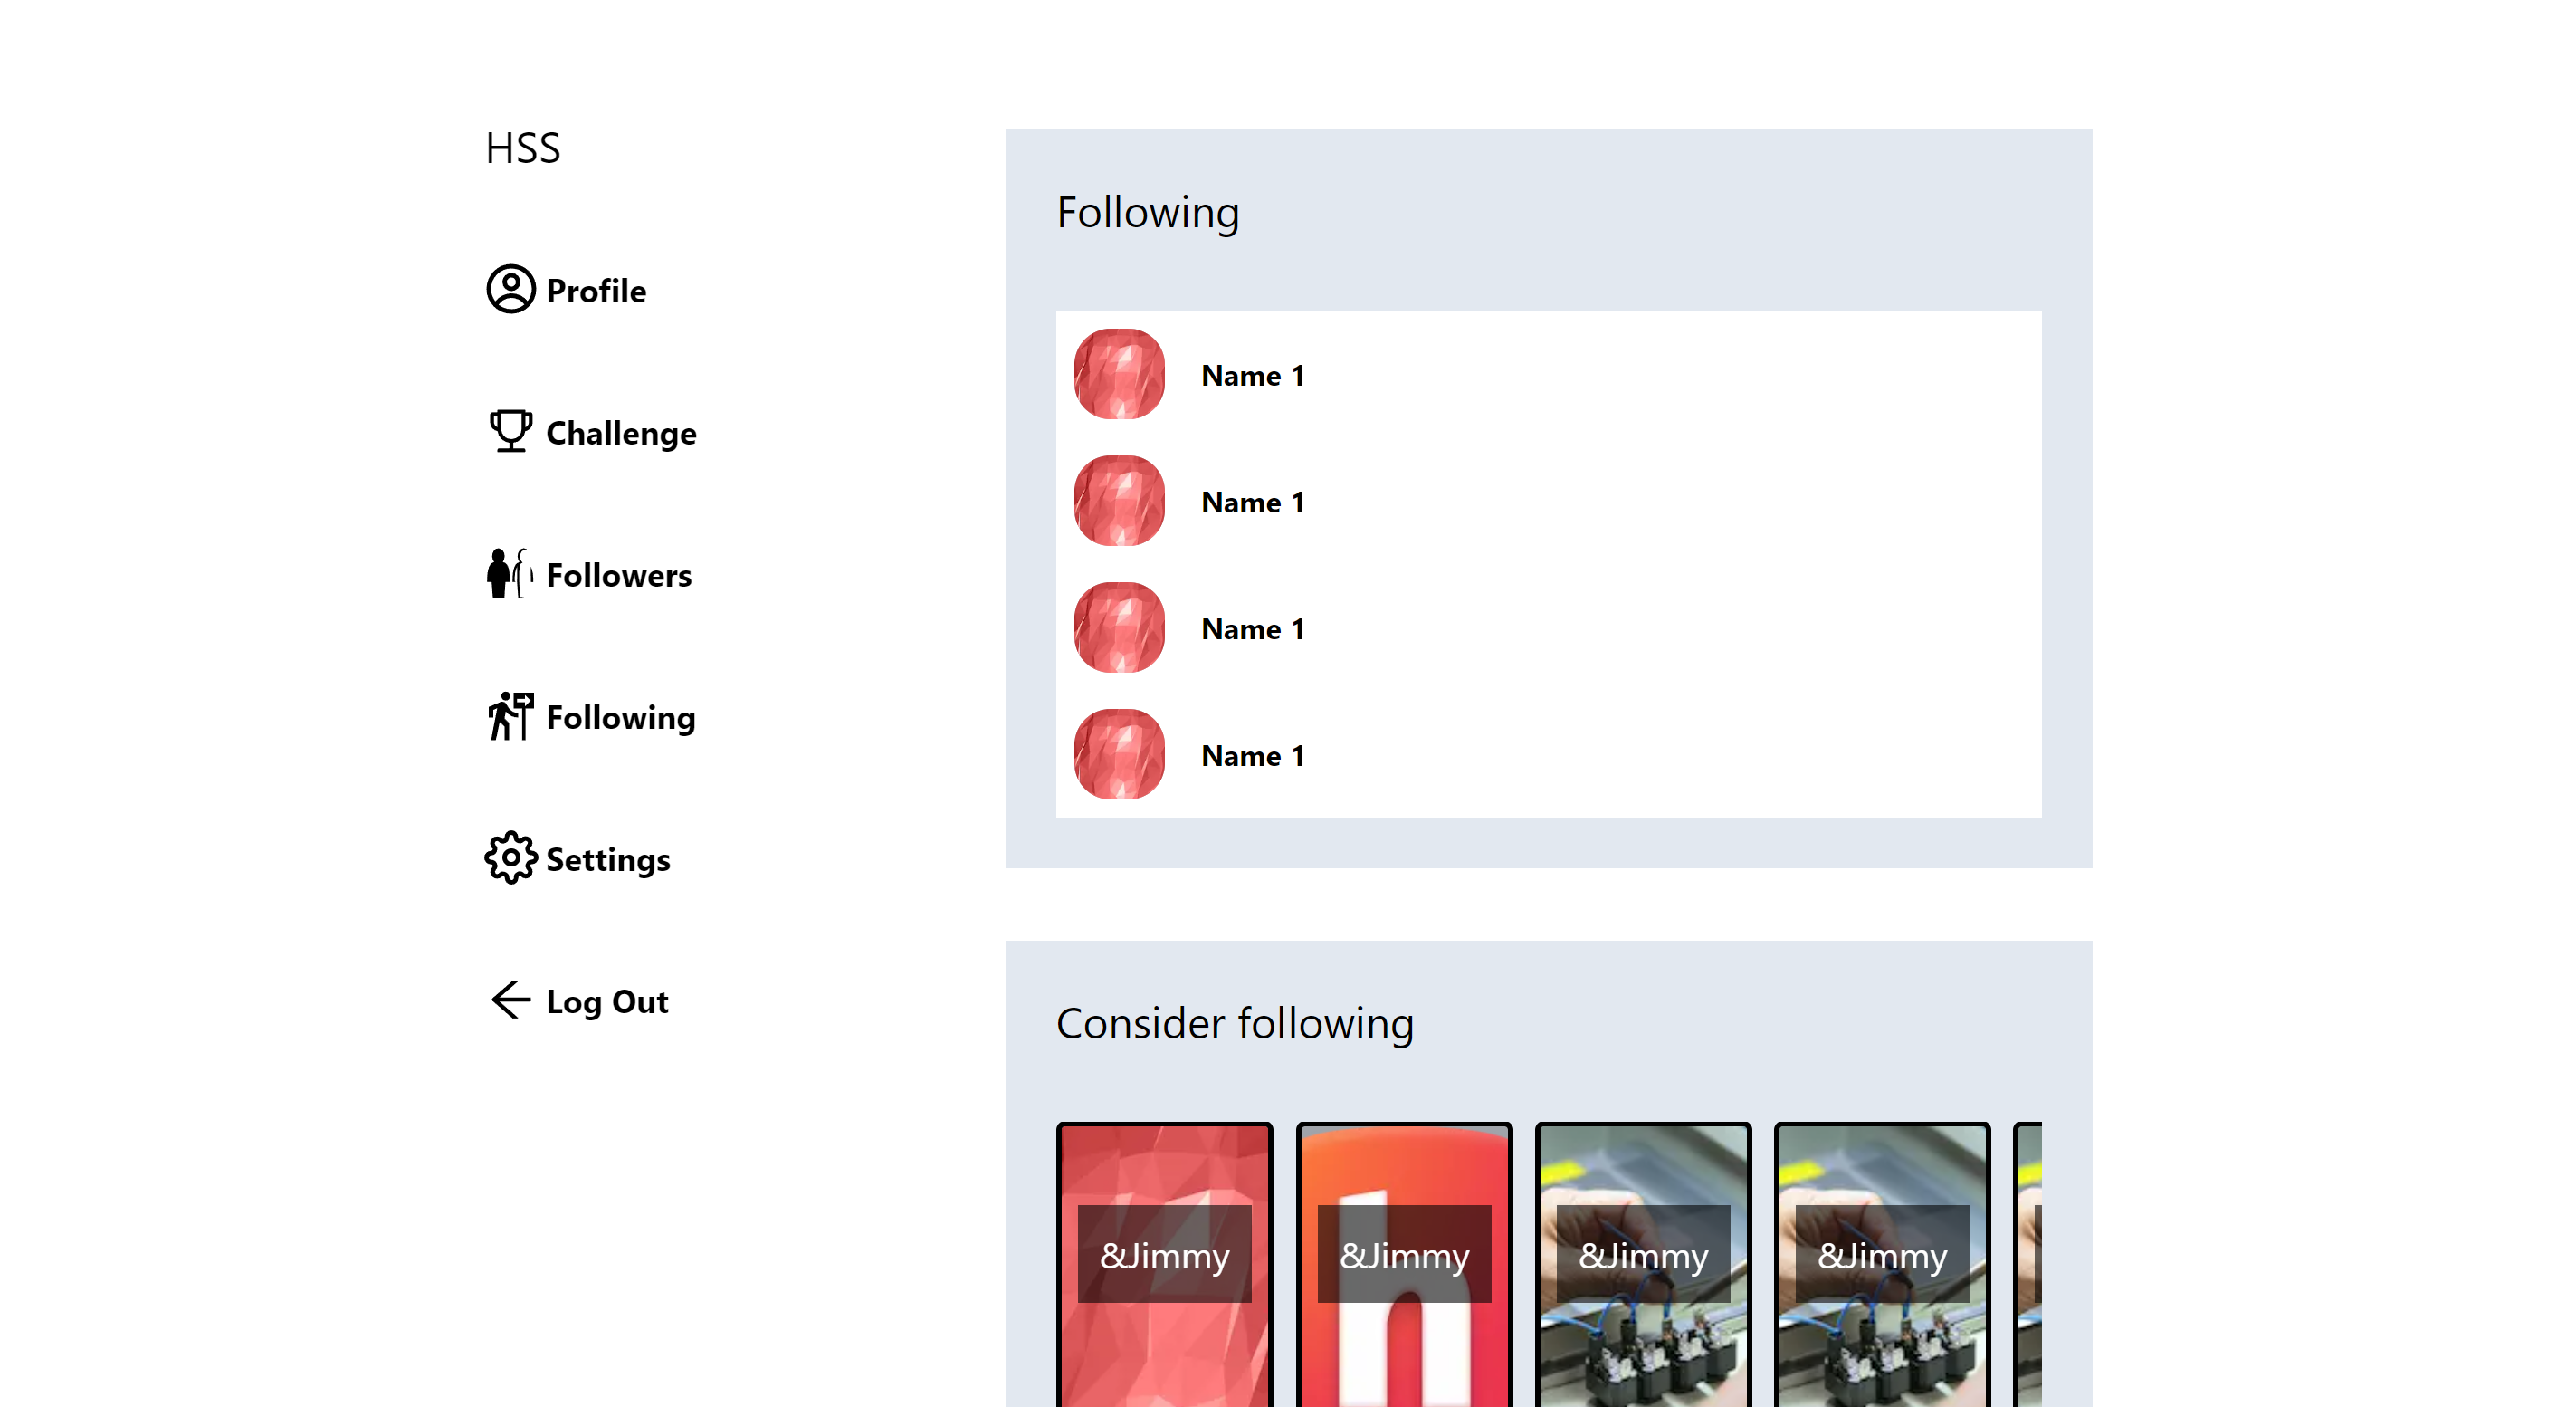 HSS
Profile
Challenge
Followers
Following
Settings
Log Out
Following
Name 1
Name 1
Name 1
Name 1
Consider following
&Jimmy
&Jimmy
&Jimmy
&Jimmy